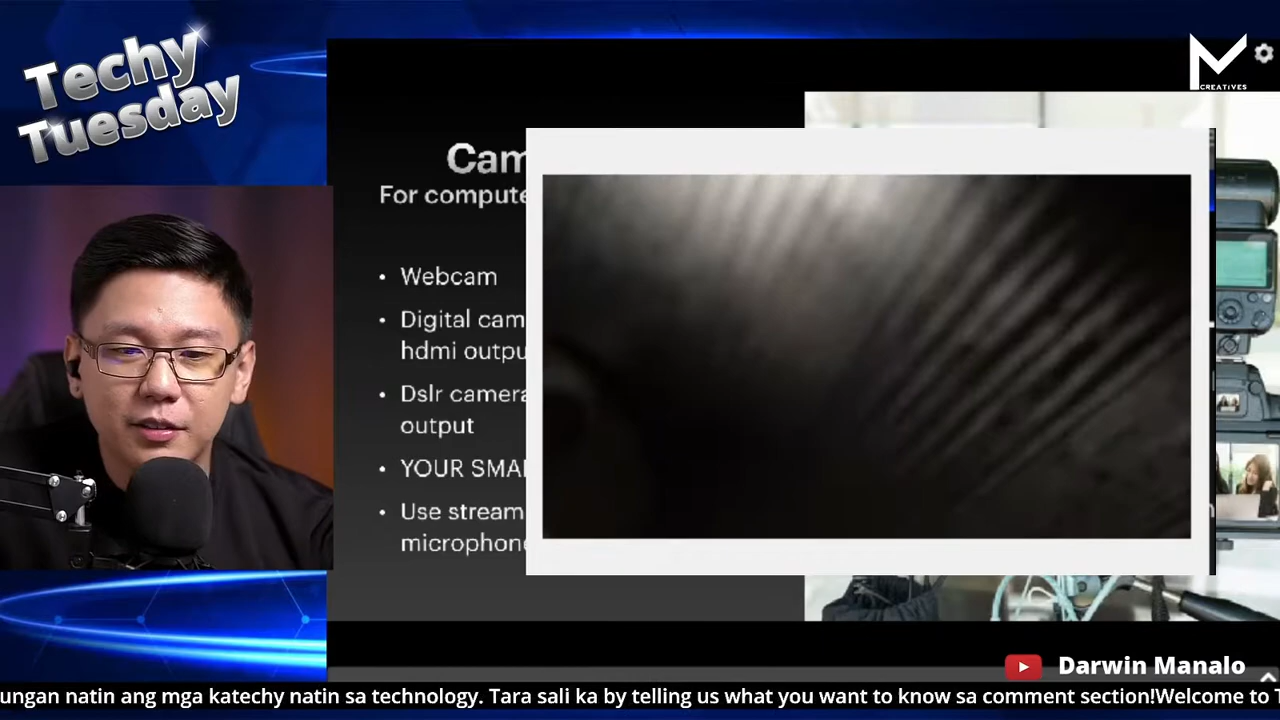 Techy
Tuesday
CREATIVES
Cam
For compute
• Webcam
• Digital cam
hdmi outpu
• Dslr camera
output
• YOUR SMA
• Use stream
microphone
Darwin Manalo
ungan natin ang mga katechy natin sa technology. Tara sali ka by telling us what you want to know sa comment section!Welcome to T